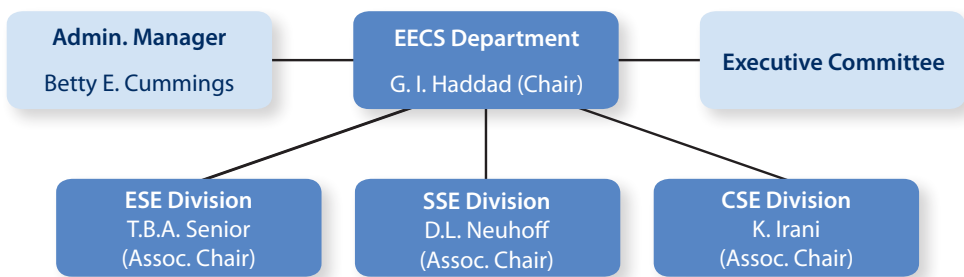 Admin. Manager
Betty E. Cummings
EECS Department
G. I. Haddad (Chair)
Executive Committee
ESE Division
T.B.A. Senior
(Assoc. Chair)
SSE Division
D.L. Neuhoff
(Assoc. Chair)
CSE Division
K. Irani
(Assoc. Chair)